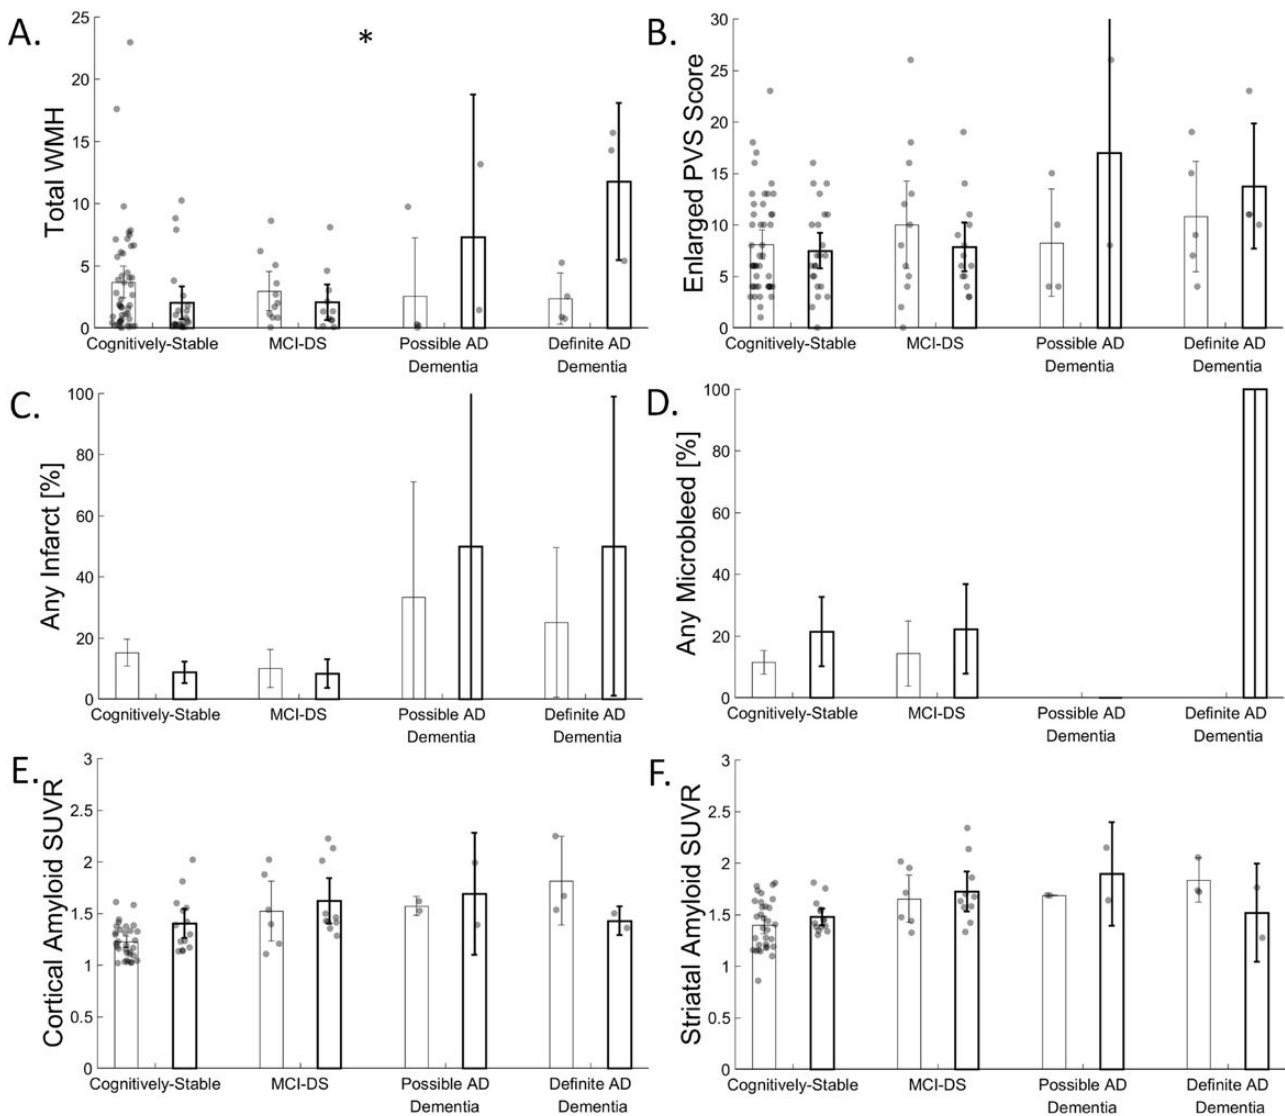 A.
Total WMH
25
20
15
10
5
0
*
Cognitively-Stable
MCI-DS
Possible AD
Dementia
Definite AD
Dementia
B.
Enlarged PVS Score
30
25
20
15
10
5
0
Cognitively-Stable
MCI-DS
Possible AD
Dementia
Definite AD
Dementia
C.
Any Infarct [%]
100
80
60
40
20
0
Cognitively-Stable
MCI-DS
Possible AD
Dementia
Definite AD
Dementia
D.
Any Microbleed [%]
100
80
60
40
20
0
Cognitively-Stable
MCI-DS
Possible AD
Dementia
Definite AD
Dementia
E.
Cortical Amyloid SUVR
3
2.5
2
1.5
1
0.5
0
Cognitively-Stable
MCI-DS
Possible AD
Dementia
Definite AD
Dementia
F.
Striatal Amyloid SUVR
3
2.5
2
1.5
1
0.5
0
Cognitively-Stable
MCI-DS
Possible AD
Dementia
Definite AD
Dementia